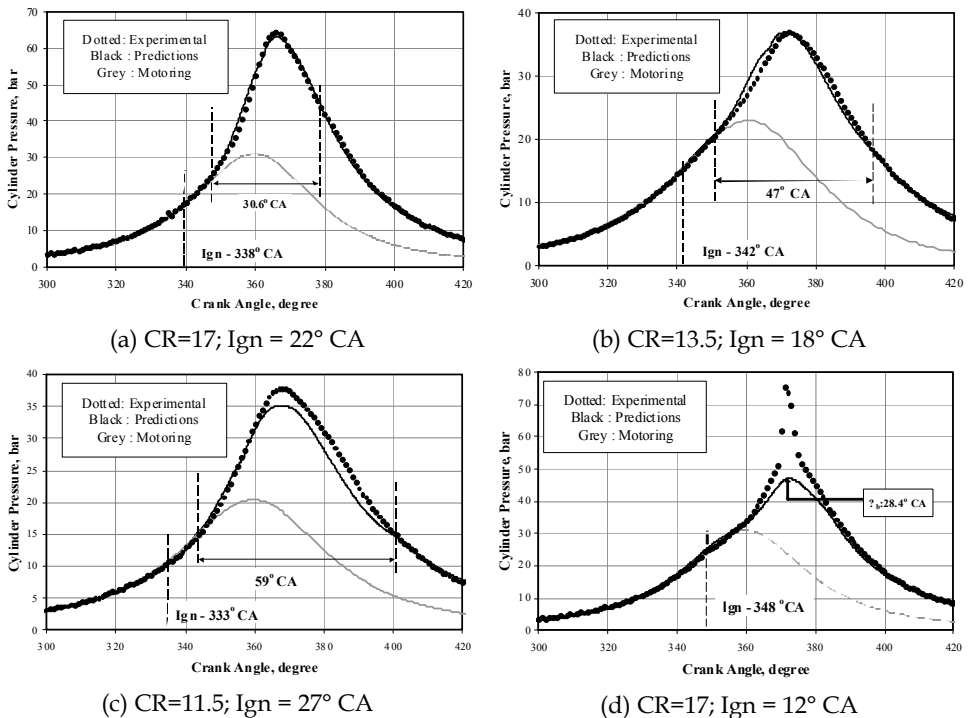 Dotted: Experimental
Black : Predictions
Grey : Motoring
Cylinder Pressure, bar
70
60
50
40
30
20
10
0
30.6° CA
Ign - 338° CA
300 320 340 360 380 400 420
Crank Angle, degree
(a) CR=17; Ign = 22° CA
Dotted: Experimental
Black : Predictions
Grey : Motoring
Cylinder Pressure, bar
40
35
30
25
20
15
10
5
0
47° CA
Ign - 342° CA
300 320 340 360 380 400 420
Crank Angle, degree
(b) CR=13.5; Ign = 18° CA
Dotted: Experimental
Black : Predictions
Grey : Motoring
Cylinder Pressure, bar
40
35
30
25
20
15
10
5
0
59° CA
Ign - 333° CA
300 320 340 360 380 400 420
Crank Angle, degree
(c) CR=11.5; Ign = 27° CA
Dotted: Experimental
Black : Predictions
Grey : Motoring
Cylinder Pressure, bar
80
70
60
50
40
30
20
10
0
?b:28.4° CA
Ign - 348° CA
300 320 340 360 380 400 420
Crank Angle, degree
(d) CR=17; Ign = 12° CA